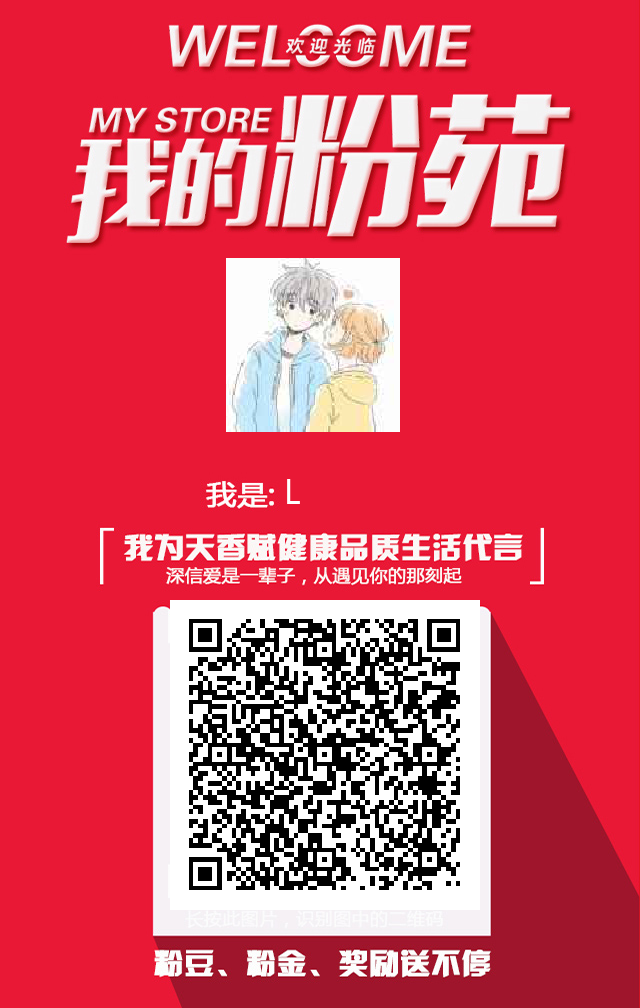 WELCOME
欢迎光临
MY STORE
我的粉苑
我是: L
我为天香赋健康品质生活代言
深信爱是一辈子，从遇见你的那刻起
长按此图片，识别图中的二维码
粉豆、粉金、奖励送不停